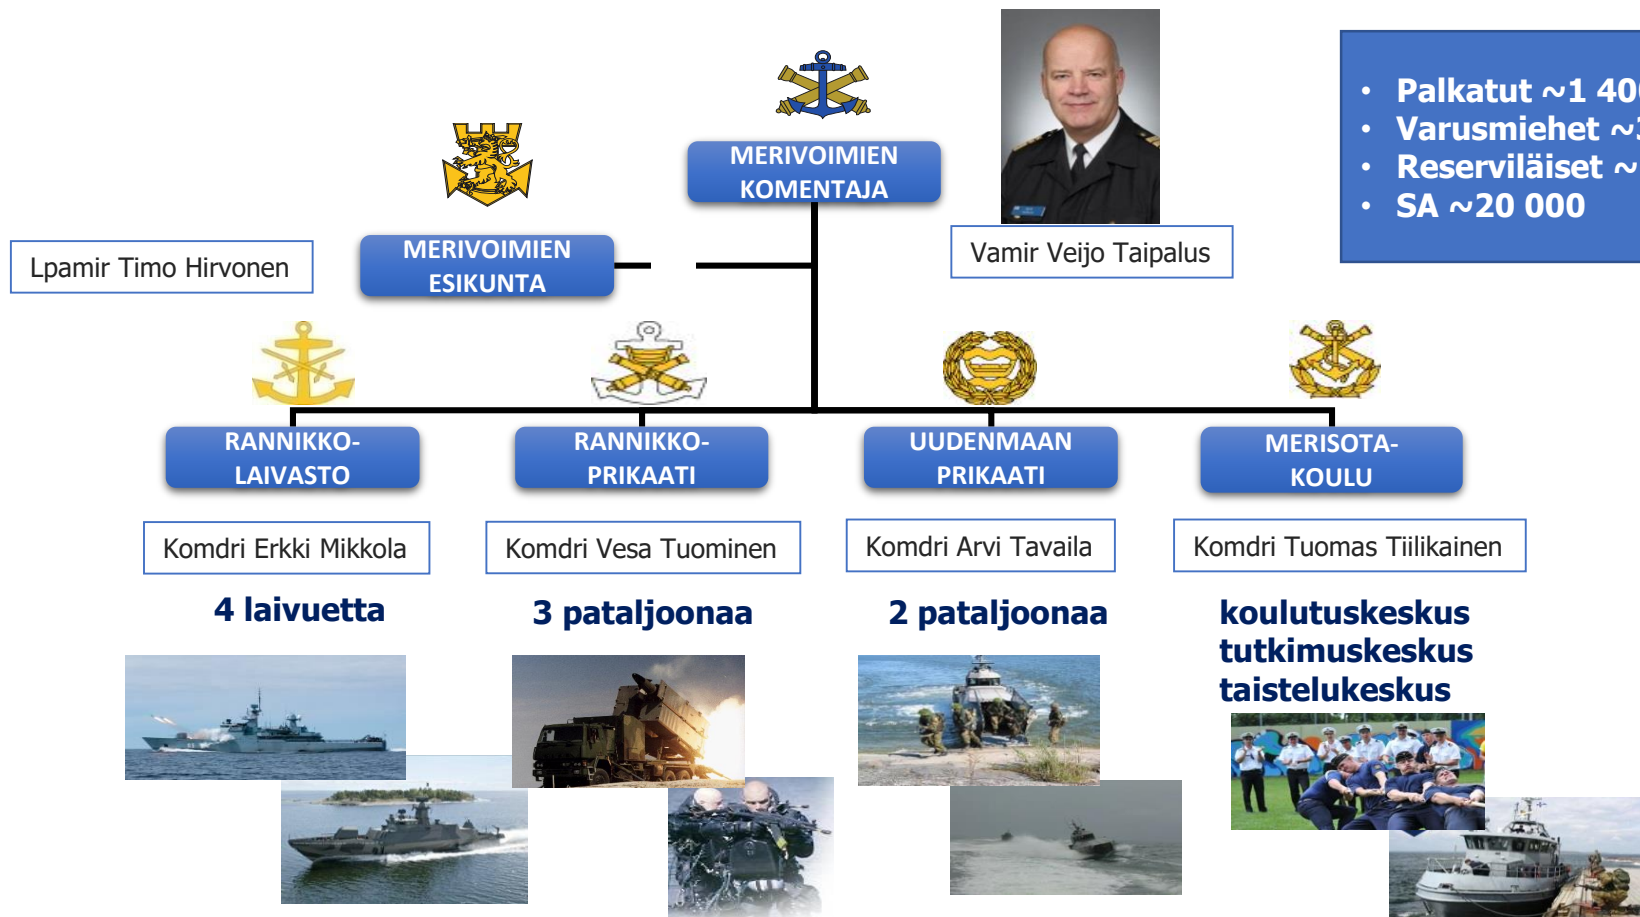 MERIVOIMIEN
KOMENTAJA
Palkatut ~1 400
Varusmiehet ~3
Reserviläiset ~
SA ~20 000
MERIVOIMIEN
ESIKUNTA
Lpamir Timo Hirvonen
Vamir Veijo Taipalus
RANNIKKO-
LAIVASTO
RANNIKKO-
PRIKAATI
UUDENMAAN
PRIKAATI
MERISOTA-
KOULU
Komdri Erkki Mikkola
Komdri Vesa Tuominen
Komdri Arvi Tavaila
Komdri Tuomas Tiilikainen
4 laivuetta
3 pataljoonaa
2 pataljoonaa
koulutuskeskus
tutkimuskeskus
taistelukeskus